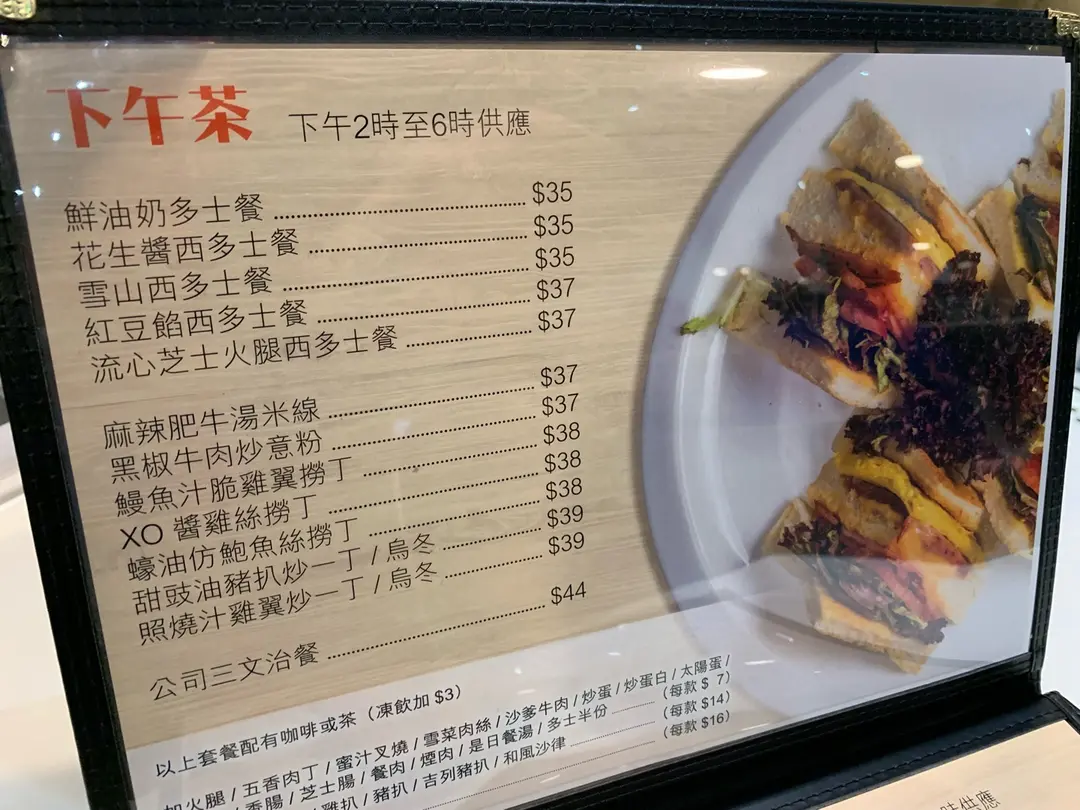 下午茶 下午2時至6時供應
鮮油奶多士餐 $35
花生醬西多士餐 $35
雪山西多士餐 $35
紅豆餡西多士餐 $37
流心芝士火腿西多士餐 $37
麻辣肥牛湯米線 $37
黑椒牛肉炒意粉 $37
鰻魚汁脆雞翼撈丁 $38
XO 醬雞絲撈丁 $38
蠔油仿鮑魚絲撈丁 $38
甜豉油豬扒炒一丁 / 烏冬 $39
照燒汁雞翼炒一丁 / 烏冬 $39
公司三文治餐 $44
以上套餐配有咖啡或茶（凍飲加 $3）
加火腿 / 五香肉丁 / 蜜汁叉燒 / 雪菜肉絲 / 沙爹牛肉 / 炒蛋 / 炒蛋白 / 太陽蛋 /
腸 / 芝士腸 / 餐肉 / 煙肉 / 是日餐湯 / 多士半份 (每款 $ 7)
雞扒 / 豬扒 / 吉列豬扒 / 和風沙律 (每款 $14)
(每款 $16)
時供應